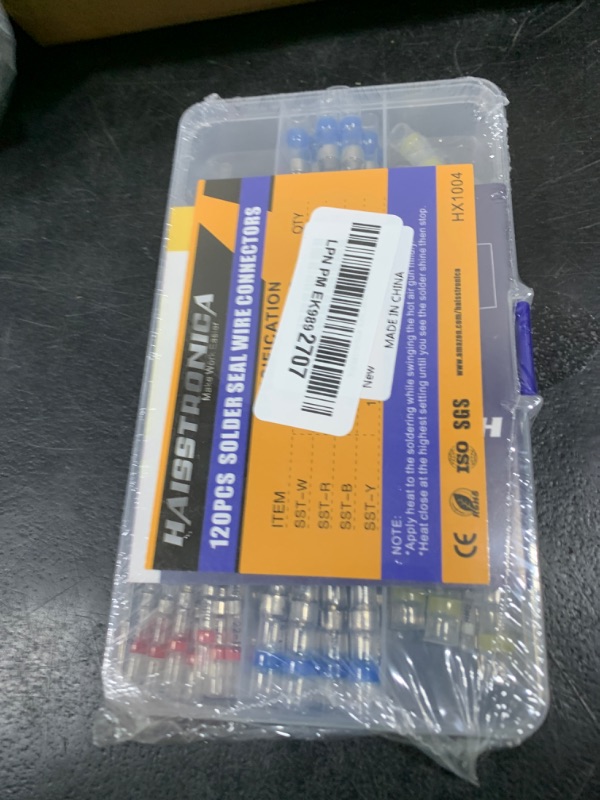 HAISSTRONICA
Make Work Easier
120PCS SOLDER SEAL WIRE CONNECTORS
QTY
ITEM
SST-W
SST-R
SST-B
SST-Y
LPN PM EK9892707
MADE IN CHINA
1 New
NOTE:
*Apply heat to the soldering while swinging the hot air gun
*Heat close at the highest setting until you see the solder shine then stop.
CE RoHS ISO SGS
www.amazon.com/haisstronica
HX1004